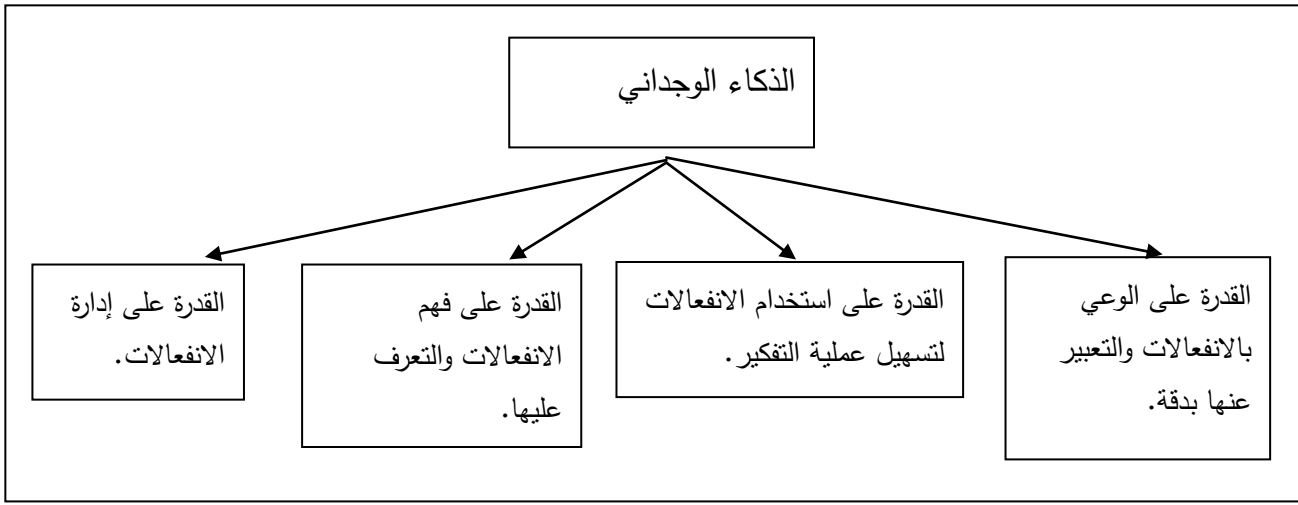 الذكاء الوجداني
القدرة على الوعي
بالانفعالات والتعبير
عنها بدقة.
القدرة على استخدام الانفعالات
لتسهيل عملية التفكير.
القدرة على فهم
الانفعالات والتعرف
عليها.
القدرة على إدارة
الانفعالات.